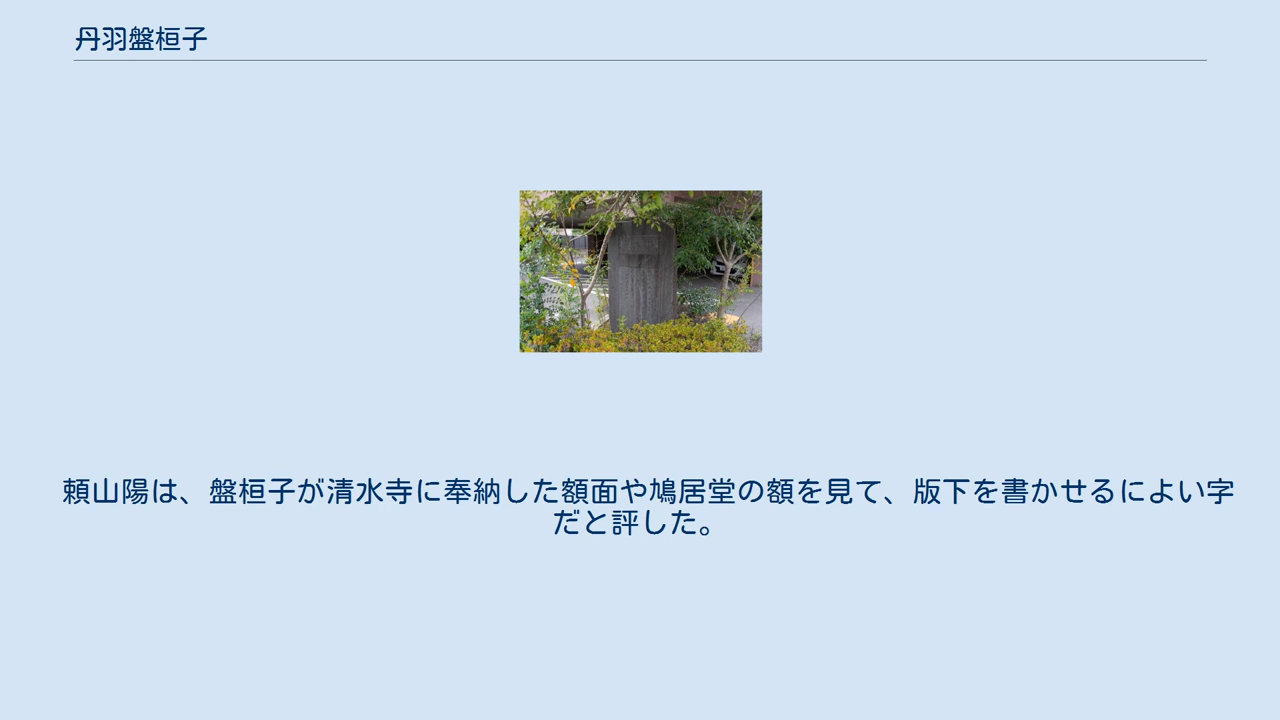 丹羽盤桓子
頼山陽は、盤桓子が清水寺に奉納した額面や鳩居堂の額を見て、版下を書かせるによい字
だと評した。